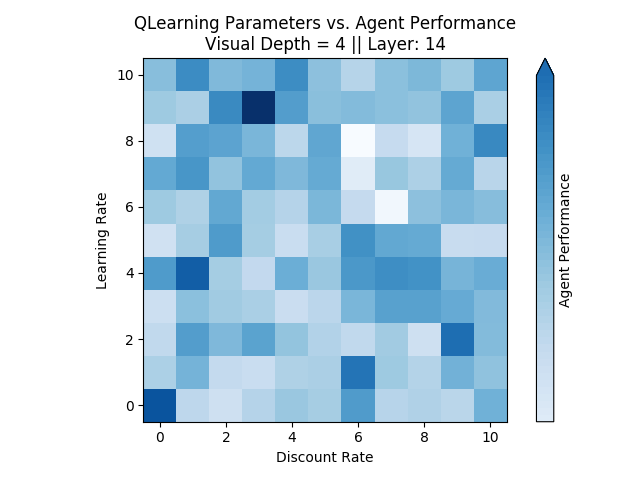 QLearning Parameters vs. Agent Performance
Visual Depth = 4 || Layer: 14
10
8
6
4
2
0
Learning Rate
0 2 4 6 8 10
Discount Rate
Agent Performance